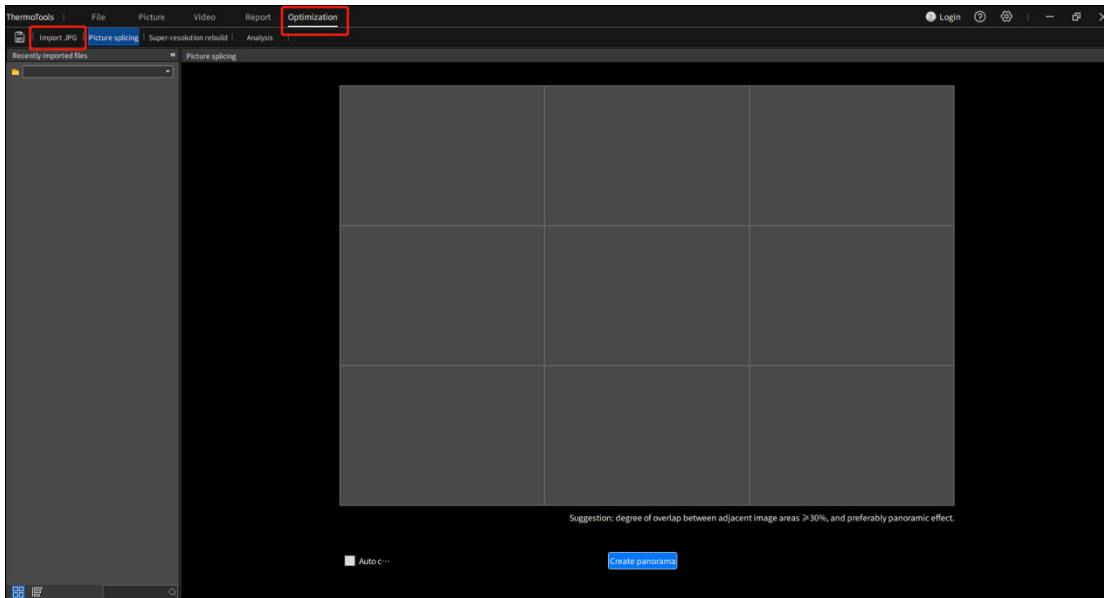 ThermoTools File Picture Video Report Optimization Login
Import JPG Picture splicing Super-resolution rebuild Analysis
Recently imported files
Picture splicing
Suggestion: degree of overlap between adjacent image areas ⩾30%, and preferably panoramic effect.
Auto c⋯
Create panorama